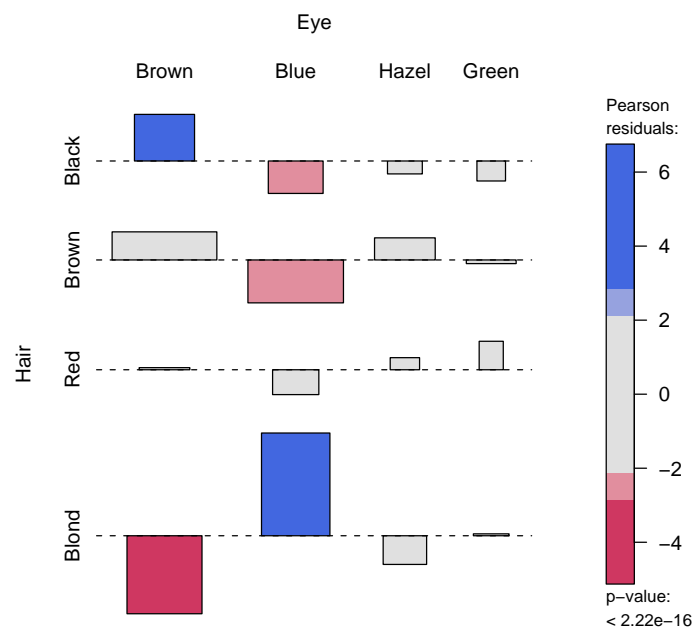 Eye
Brown Blue Hazel Green
Hair
Black
Brown
Red
Blond
Pearson
residuals:
6
4
2
0
−2
−4
p−value:
< 2.22e−16